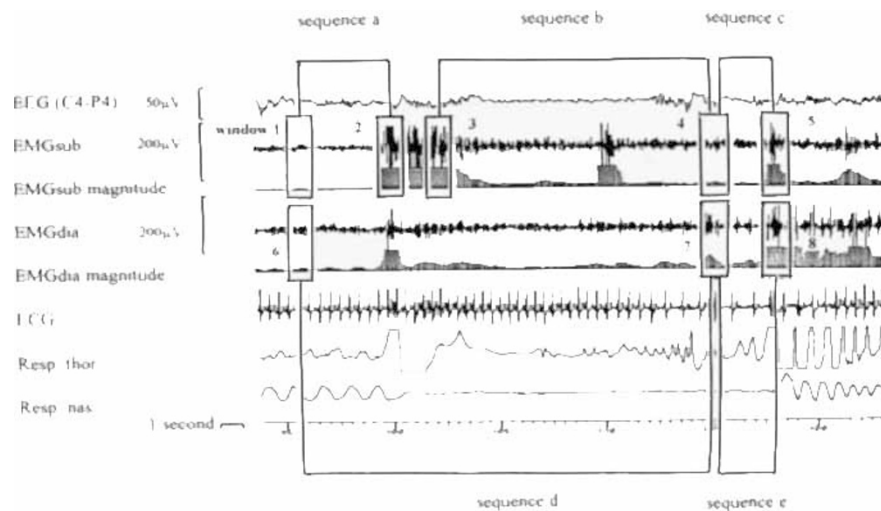 sequence a sequence b sequence c
EEG (C4-P4) 50µV
window 1 2 3 4 5
EMGsub 200µV
EMGsub magnitude
EMGdia 200µV
6 7 8
EMGdia magnitude
ECG
Resp thor
Resp nas
1 second
sequence d sequence e